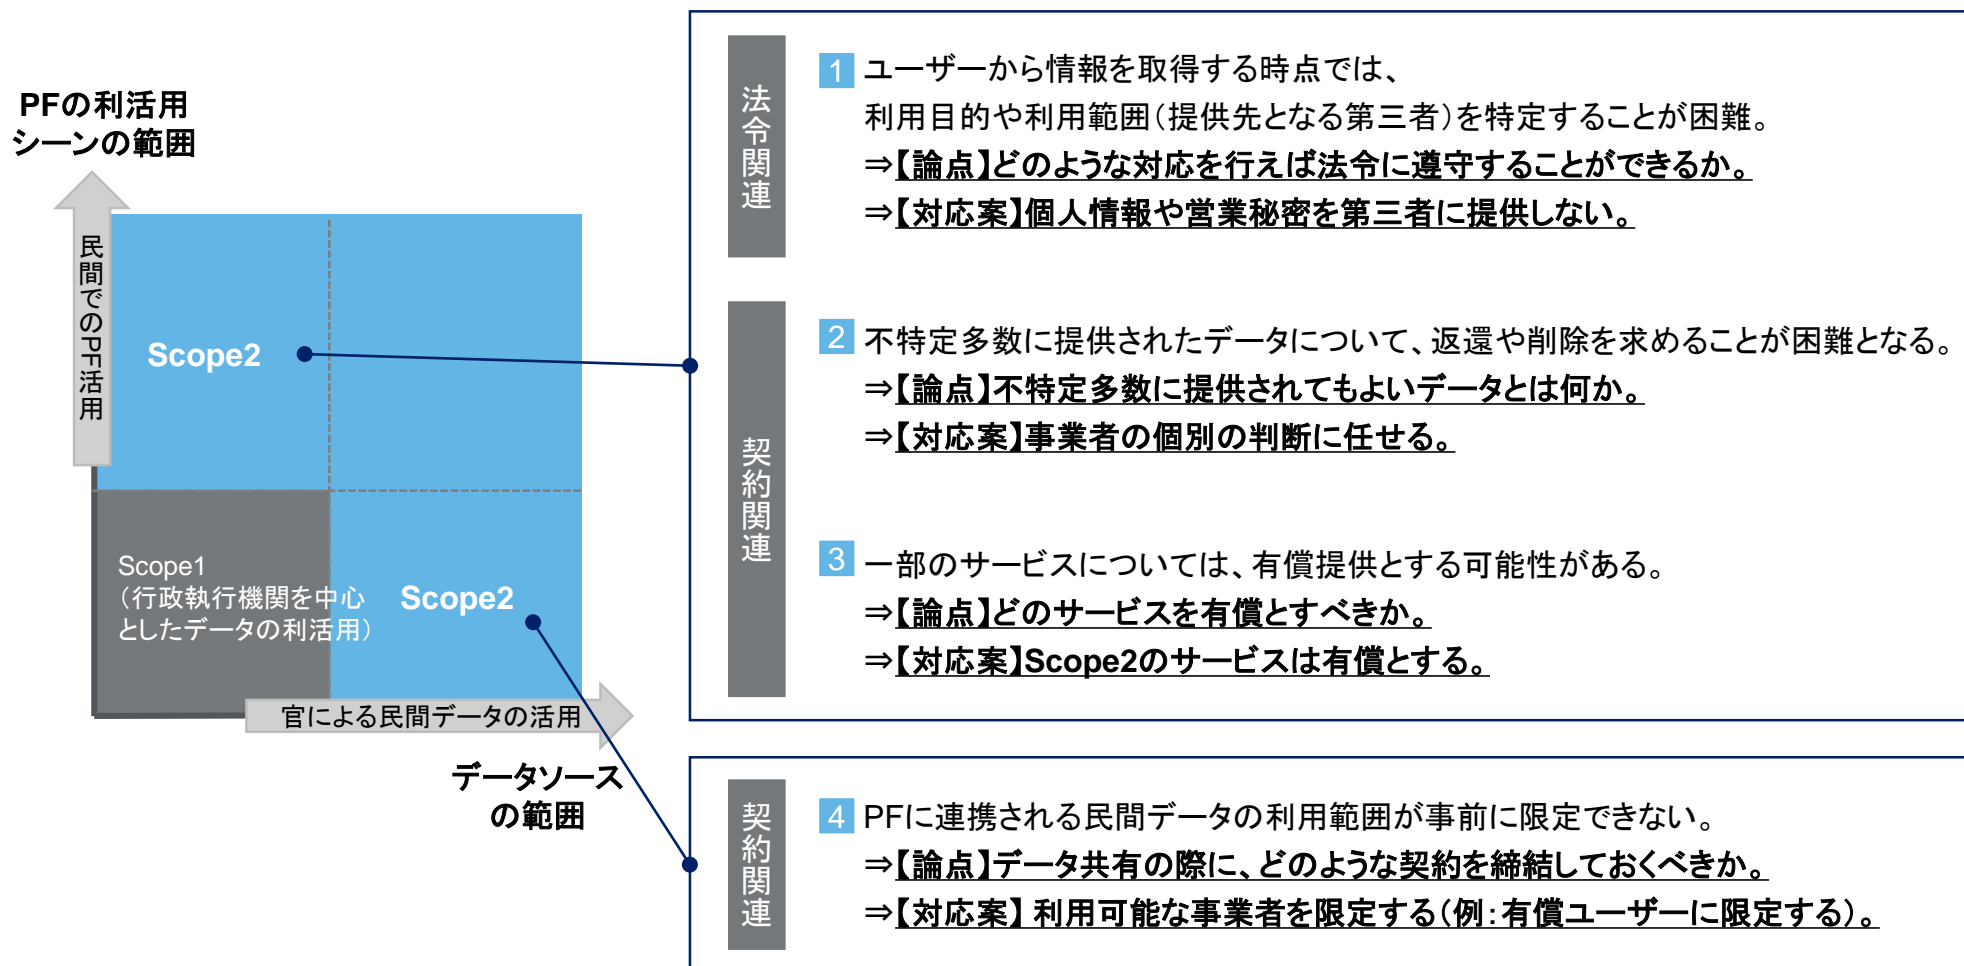 PFの利活用
シーンの範囲
民間でのPF活用
Scope2
Scope1
（行政執行機関を中心
としたデータの利活用）
Scope2
官による民間データの活用
データソース
の範囲
法令関連
1 ユーザーから情報を取得する時点では、
利用目的や利用範囲（提供先となる第三者）を特定することが困難。
⇒【論点】どのような対応を行えば法令に遵守することができるか。
⇒【対応案】個人情報や営業秘密を第三者に提供しない。
契約関連
2 不特定多数に提供されたデータについて、返還や削除を求めることが困難となる。
⇒【論点】不特定多数に提供されてもよいデータとは何か。
⇒【対応案】事業者の個別の判断に任せる。
3 一部のサービスについては、有償提供とする可能性がある。
⇒【論点】どのサービスを有償とすべきか。
⇒【対応案】Scope2のサービスは有償とする。
契約関連
4 PFに連携される民間データの利用範囲が事前に限定できない。
⇒【論点】データ共有の際に、どのような契約を締結しておくべきか。
⇒【対応案】 利用可能な事業者を限定する（例：有償ユーザーに限定する）。